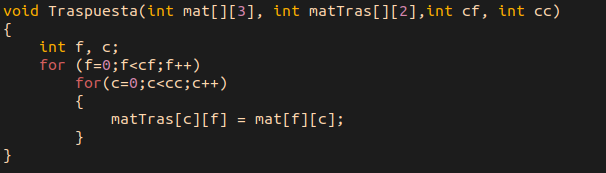 void Traspuesta(int mat[][3], int matTras[][2],int cf, int cc)
{
    int f, c;
    for (f=0;f<cf;f++)
        for(c=0;c<cc;c++)
        {
            matTras[c][f] = mat[f][c];
        }
}